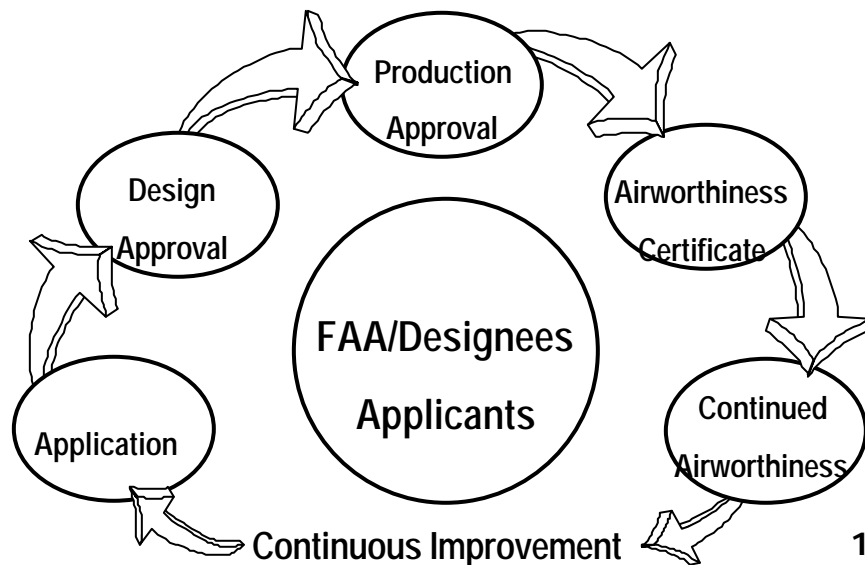 Production
Approval
Design
Approval
Airworthiness
Certificate
FAA/Designees
Applicants
Application
Continued
Airworthiness
Continuous Improvement
1